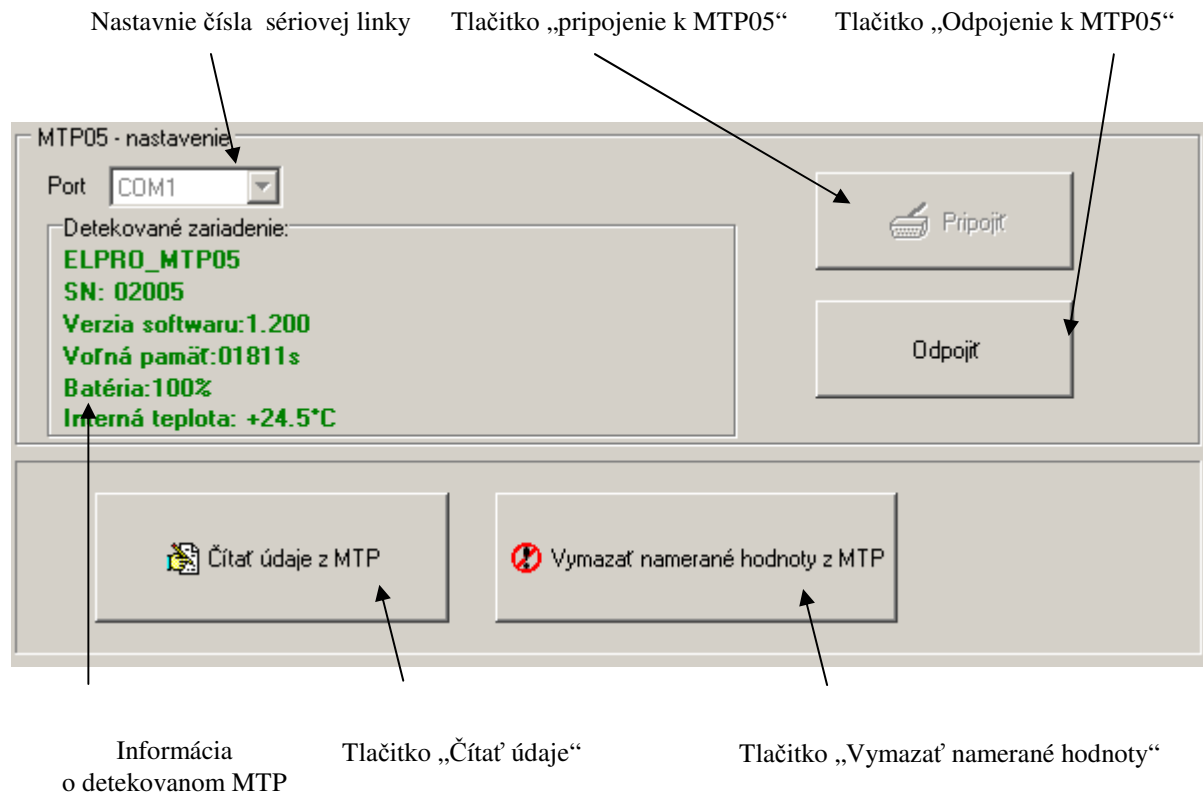 Nastavnie čísla  sériovej linky
Tlačitko „pripojenie k MTP05“
Tlačitko „Odpojenie k MTP05“
MTP05 - nastavenie
Port
COM1
Detekované zariadenie:
ELPRO_MTP05
SN: 02005
Verzia softwaru:1.200
Voľná pamäť:01811s
Batéria:100%
Interná teplota: +24.5°C
Pripojiť
Odpojiť
Čítať údaje z MTP
Vymazať namerané hodnoty z MTP
Informácia
o detekovanom MTP
Tlačitko „Čítať údaje“
Tlačitko „Vymazať namerané hodnoty“